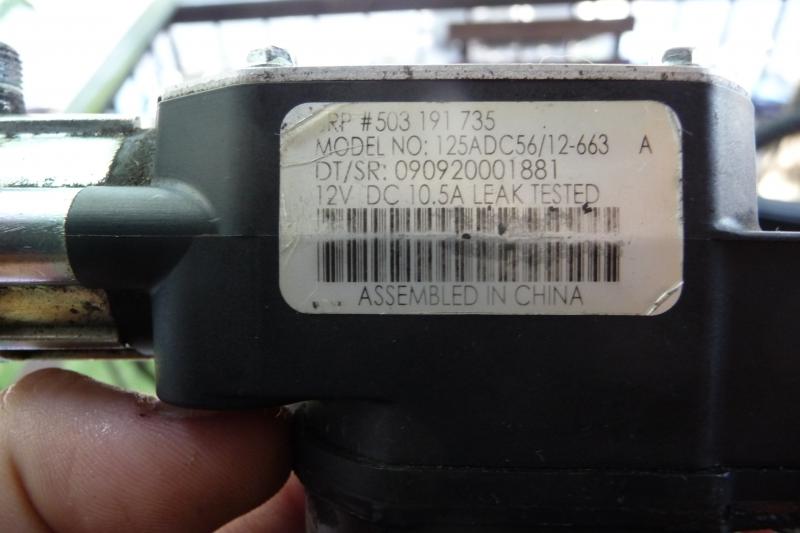 #503 191 735
MODEL NO: 125ADC56/12-663 A
DT/SR: 090920001881
12V DC 10.5A LEAK TESTED
ASSEMBLED IN CHINA